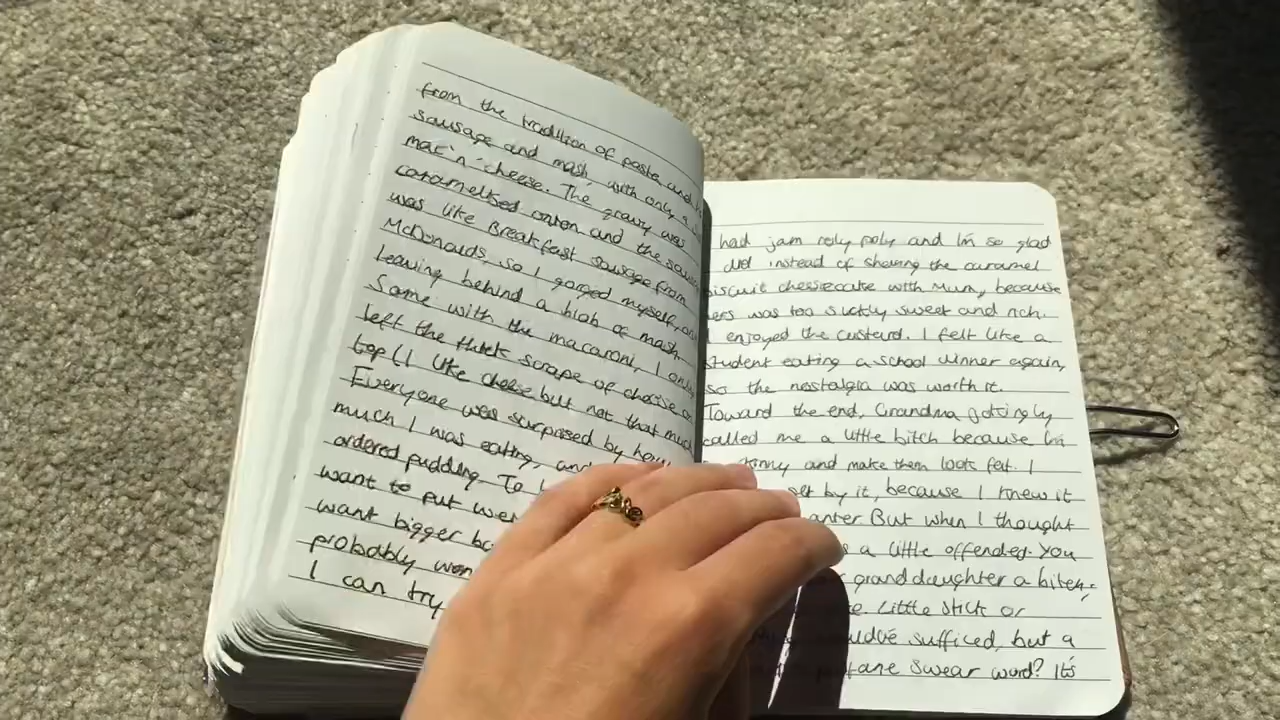 from the tradition of pasta and
sausage and mash with only a
mac'n'cheese. The gravy was
caramelised onion and the
was like Breakfast sausage from
McDonalds so I gorged myself,
leaving behind a blob of mash.
Same with the macaroni, I only
left the scrape of cheese
top (I like cheese but not that much
Everyone was surprised by how
much I was eating, and
ordered pudding. To
want to put
want bigger
probably
I can try
had jam roly poly and I'm so glad
did instead of sharing the caramel
biscuit cheesecake with Mum, because
was too sickly sweet and rich.
I enjoyed the custard. I felt like a
student eating a school dinner again,
so the nostalgia was worth it.
Toward the end, Grandma jokingly
called me a little bitch because I'm
and make them look fat. I
by it, because I knew it
But when I thought
a little offended. You
granddaughter a bitch,
little stick or
sufficed, but a
swear word? It's